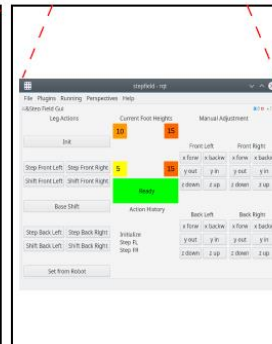 stepfield - rqt
File Plugins Running Perspectives Help
Step Field Gui
Leg Actions Current Foot Heights Manual Adjustment
10 15
Init
Front Left Front Right
x forw x backw x forw x backw
Step Front Left Step Front Right 5 15
y out y in y in y out
Shift Front Left Shift Front Right
Ready
z down z up z down z up
Base Shift
Action History
Back Left Back Right
Step Back Left Step Back Right
Initialize
x forw x backw x forw x backw
Step FL
Shift Back Left Shift Back Right
Step FR
y out y in y in y out
z down z up z down z up
Set from Robot